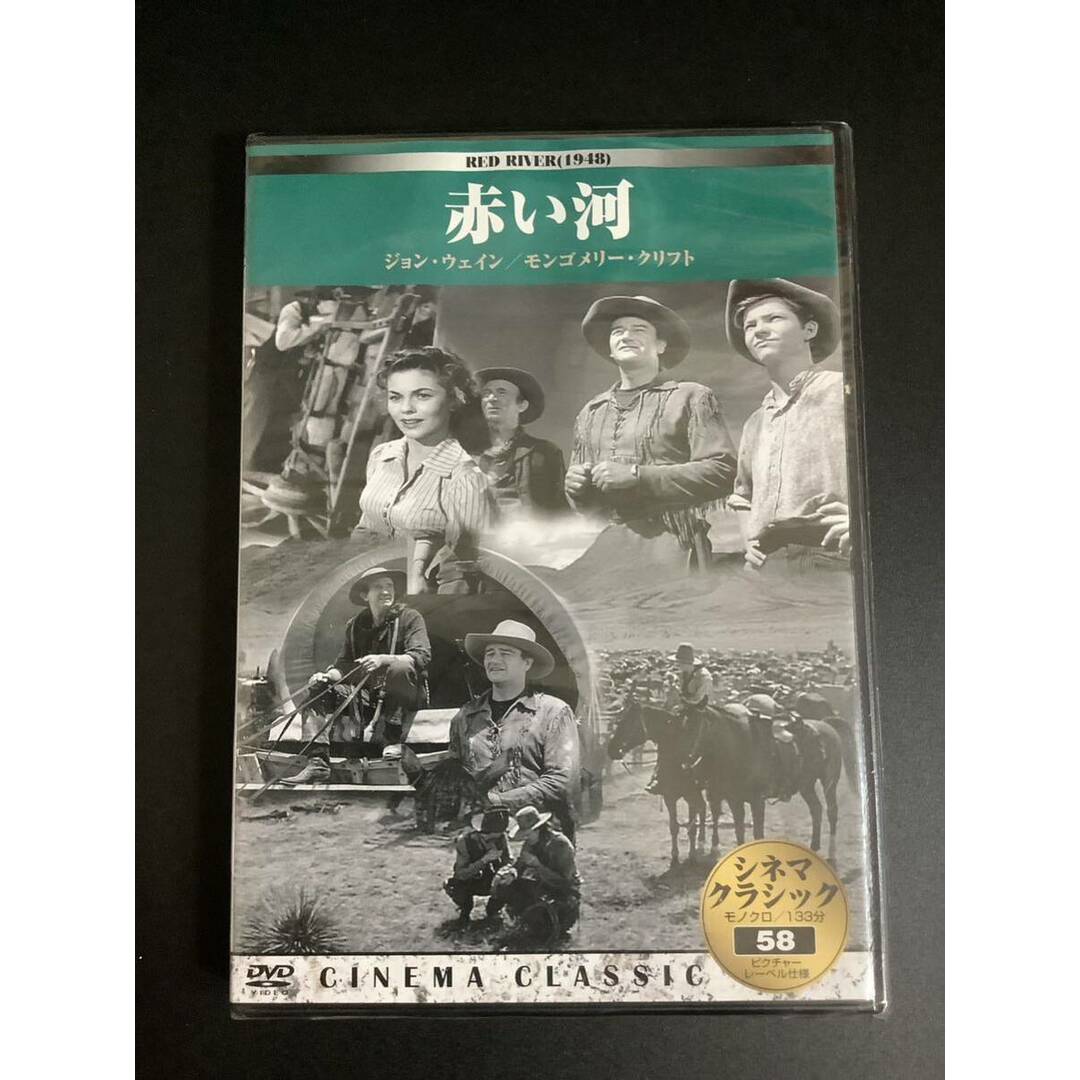 RED RIVER(1948)
赤い河
ジョン・ウェイン／モンゴメリー・クリフト
シネマ
クラシック
モノクロ／133分
58
ピクチャー
レーベル仕様
DVD
VIDEO
CINEMA CLASSIC